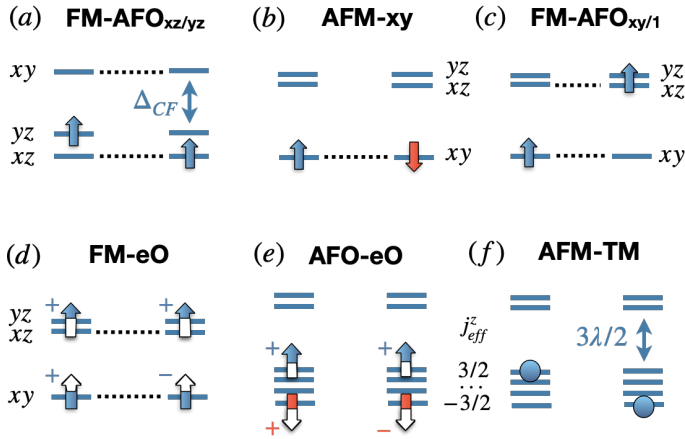 (a) FM-AFOxz/yz
xy
ΔCF
yz
xz
(b) AFM-xy
yz
xz
xy
(c) FM-AFOxy/1
yz
xz
xy
(d) FM-eO
+ -
yz
xz
+ -
xy
(e) AFO-eO
+ +
+ -
(f) AFM-TM
j^z_eff
3λ/2
3/2
...
-3/2